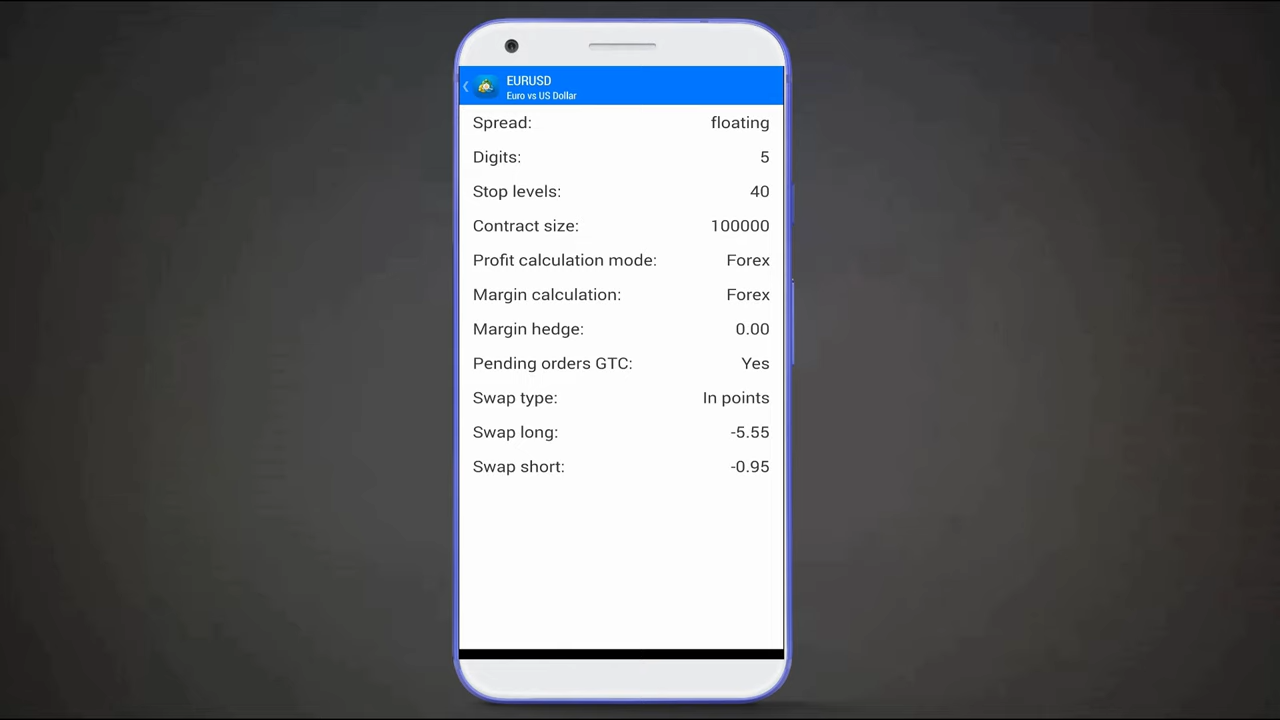 EURUSD
Euro vs US Dollar
Spread: floating
Digits: 5
Stop levels: 40
Contract size: 100000
Profit calculation mode: Forex
Margin calculation: Forex
Margin hedge: 0.00
Pending orders GTC: Yes
Swap type: In points
Swap long: -5.55
Swap short: -0.95